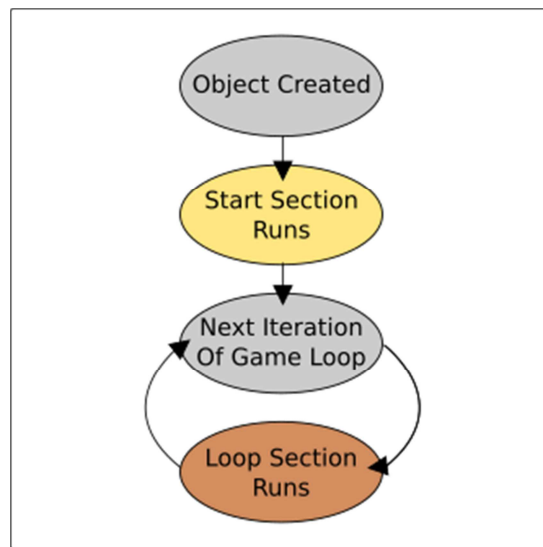 Object Created
Start Section
Runs
Next Iteration
Of Game Loop
Loop Section
Runs